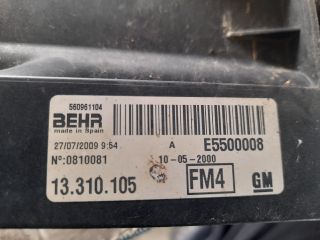 560961104
BEHR
made in Spain
27/07/2009 9:54 A E5500008
Nº:0810081 10-05-2000
13.310.105 FM4 GM